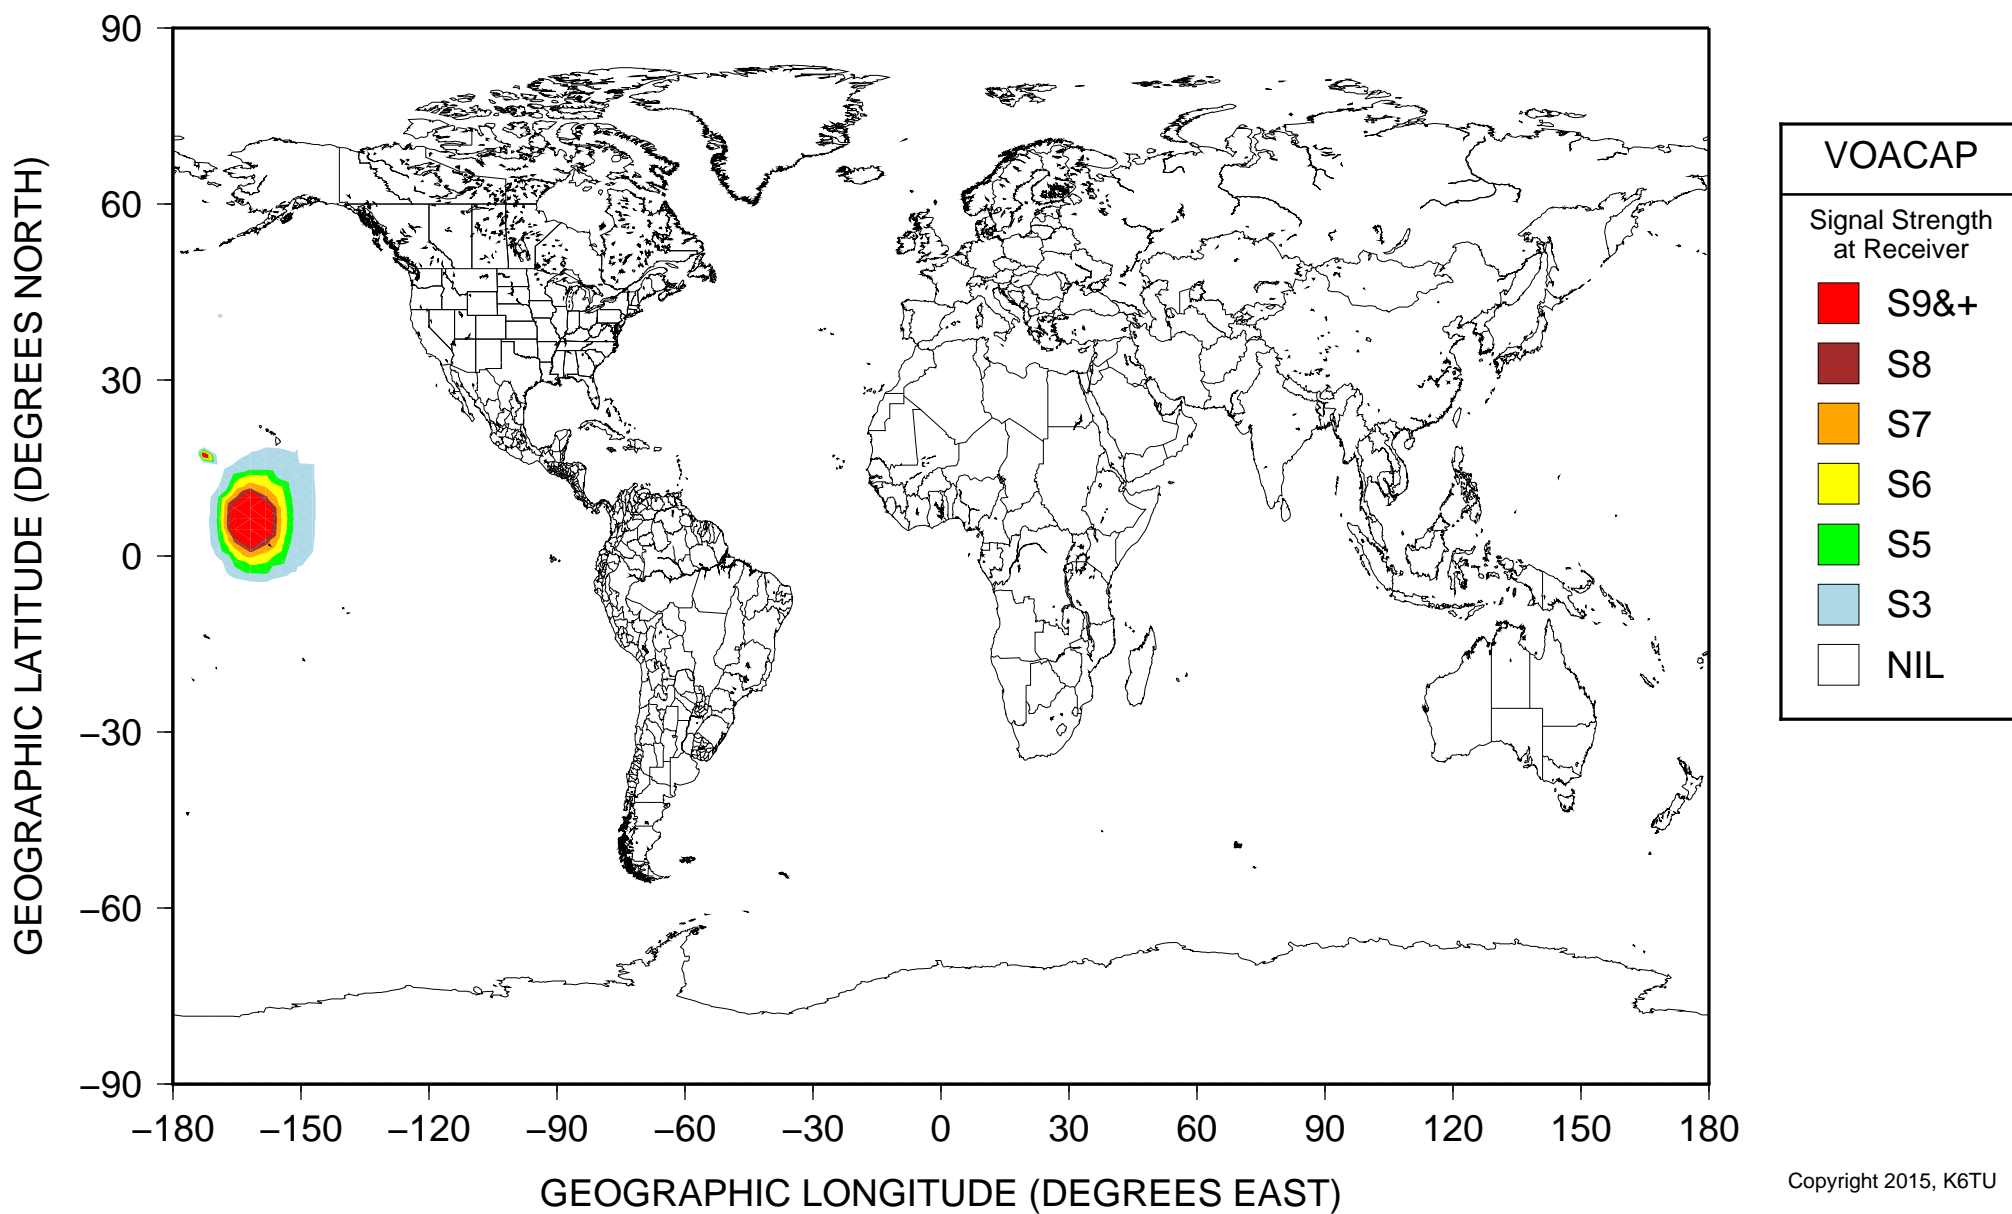 90
60
30
0
−30
−60
−90
GEOGRAPHIC LATITUDE (DEGREES NORTH)
−180 −150 −120 −90 −60 −30 0 30 60 90 120 150 180
GEOGRAPHIC LONGITUDE (DEGREES EAST)
VOACAP
Signal Strength
at Receiver
S9&+
S8
S7
S6
S5
S3
NIL
Copyright 2015, K6TU